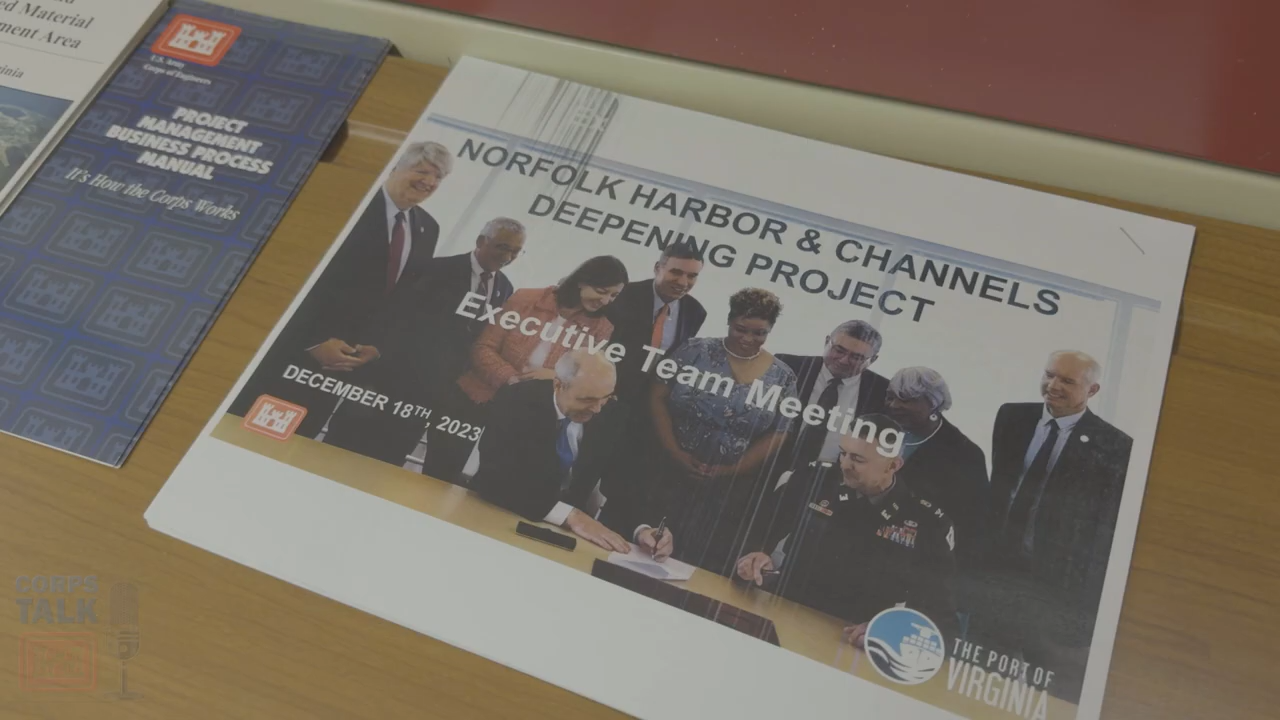 ed Material
ment Area
inia
U.S. Army
Corps of Engineers
PROJECT
MANAGEMENT
BUSINESS PROCESS
MANUAL
It's How the Corps Works
NORFOLK HARBOR & CHANNELS
DEEPENING PROJECT
Executive Team Meeting
DECEMBER 18TH, 2023
THE PORT OF
VIRGINIA
CORPS
TALK